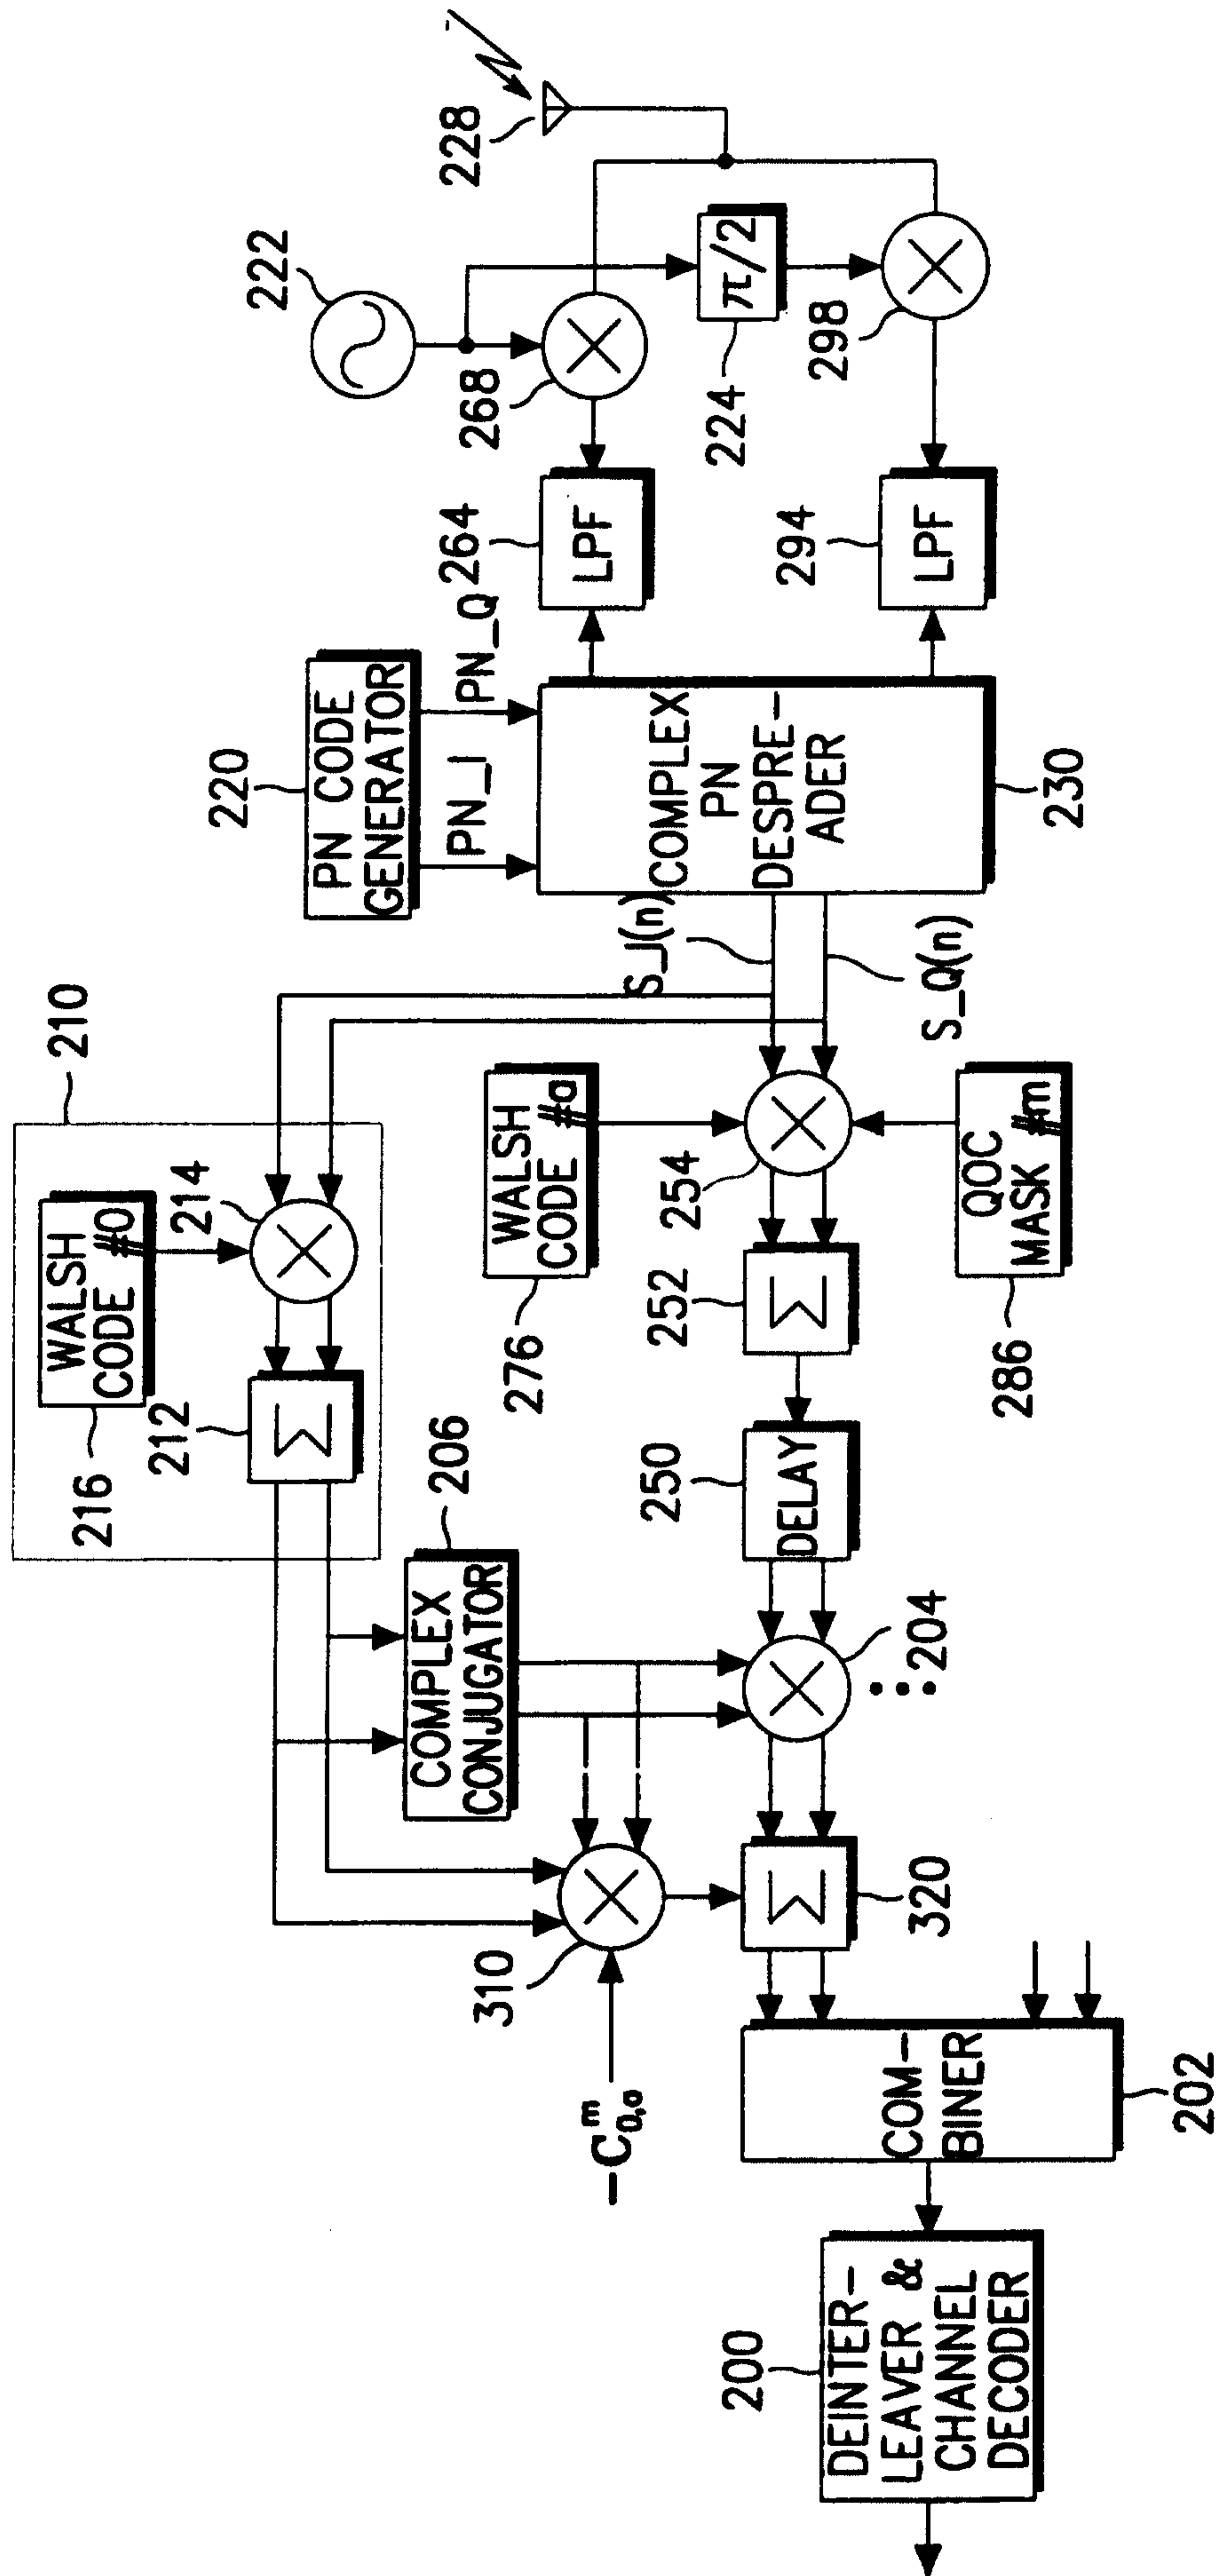 222
228
268
π/2
224
298
264
LPF
294
LPF
220
PN CODE
GENERATOR
PN_I
PN_Q
COMPLEX
PN
DESPRE-
ADER
230
S_I(n)
S_Q(n)
210
WALSH
CODE #0
214
216
212
Σ
WALSH
CODE #a
276
254
252
Σ
QOC
MASK #m
286
COMPLEX
CONJUGATOR
206
250
DELAY
204
310
-C^m_{0,a}
Σ
320
COM-
BINER
202
200
DEINTER-
LEAVER &
CHANNEL
DECODER